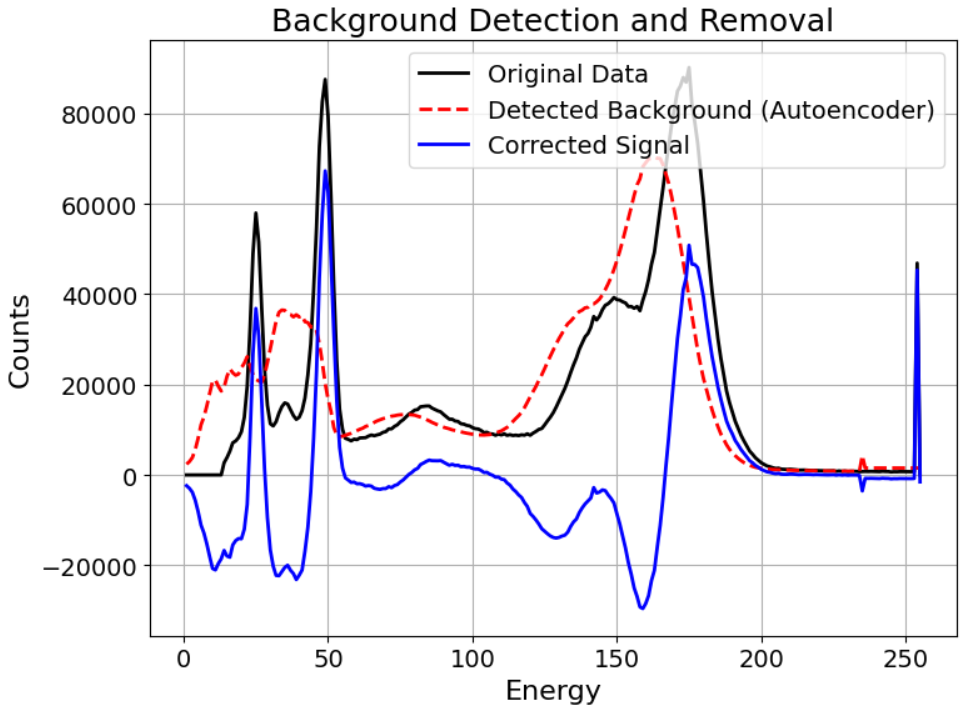 Background Detection and Removal
Original Data
Detected Background (Autoencoder)
Corrected Signal
80000
60000
40000
20000
0
−20000
Counts
0 50 100 150 200 250
Energy